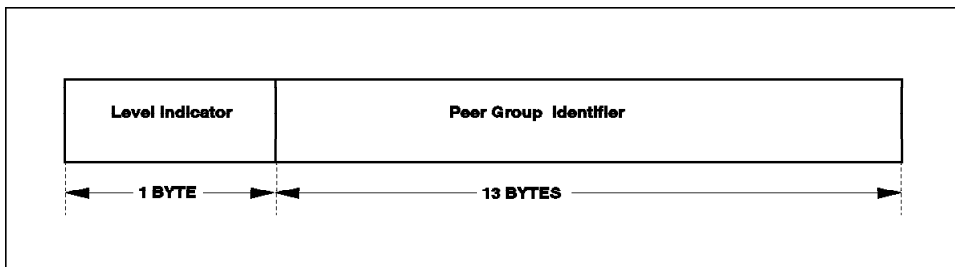 Level Indicator
Peer Group Identifier
1 BYTE
13 BYTES